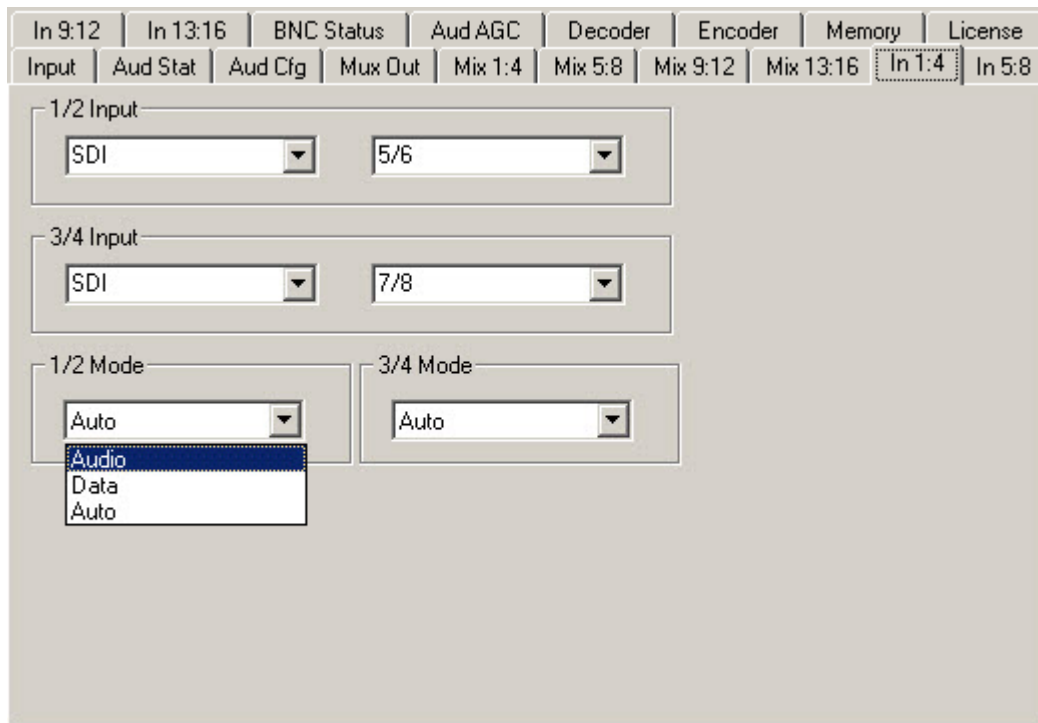 In 9:12 In 13:16 BNC Status Aud AGC Decoder Encoder Memory License
Input Aud Stat Aud Cfg Mux Out Mix 1:4 Mix 5:8 Mix 9:12 Mix 13:16 In 1:4 In 5:8
1/2 Input
SDI 5/6
3/4 Input
SDI 7/8
1/2 Mode 3/4 Mode
Auto Auto
Audio
Data
Auto